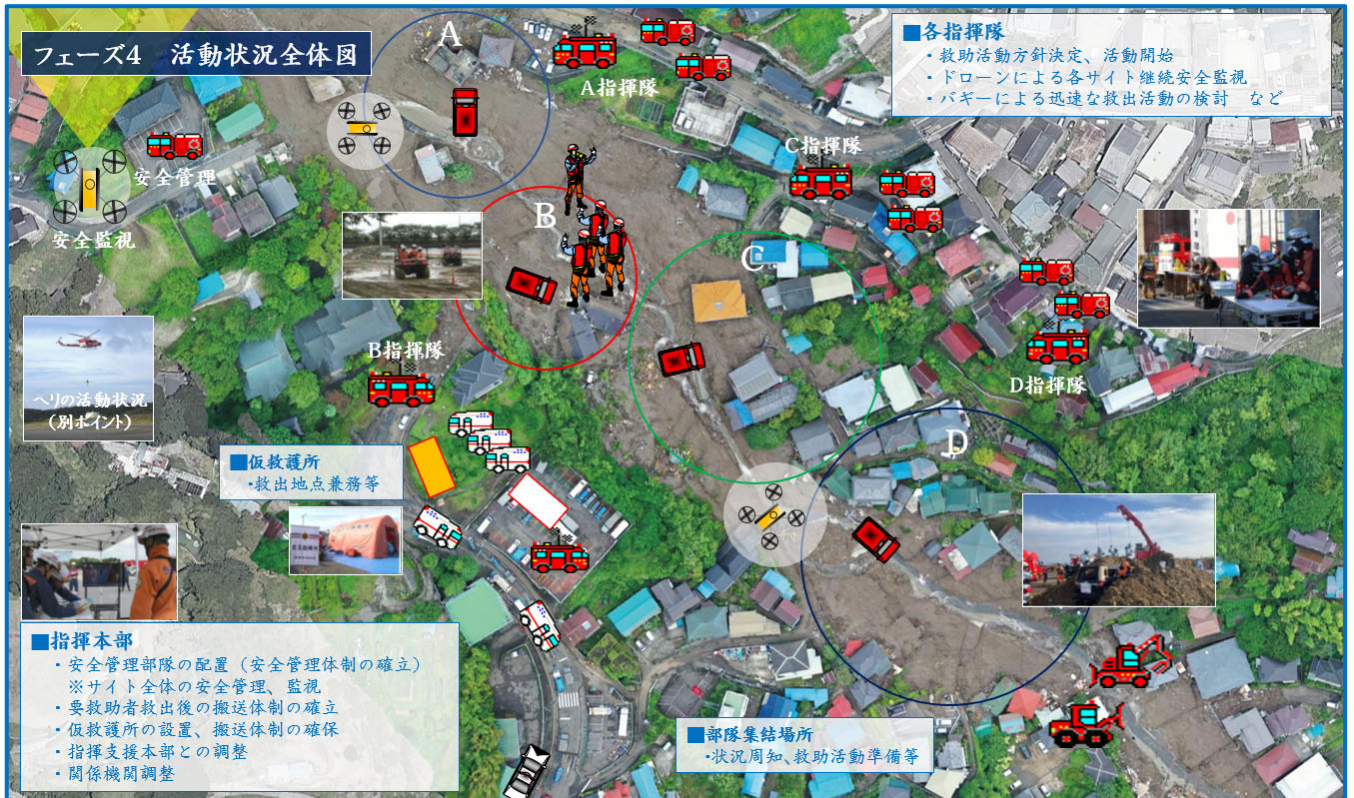 フェーズ4　活動状況全体図
A
A指揮隊
■各指揮隊
・救助活動方針決定、活動開始
・ドローンによる各サイト継続安全監視
・バギーによる迅速な救出活動の検討　など
安全管理
安全監視
C指揮隊
B
C
B指揮隊
D指揮隊
ヘリの活動状況
（別ポイント）
D
■仮救護所
・救出地点兼務等
■指揮本部
・安全管理部隊の配置（安全管理体制の確立）
※サイト全体の安全管理、監視
・要救助者救出後の搬送体制の確立
・仮救護所の設置、搬送体制の確保
・指揮支援本部との調整
・関係機関調整
■部隊集結場所
・状況周知、救助活動準備等